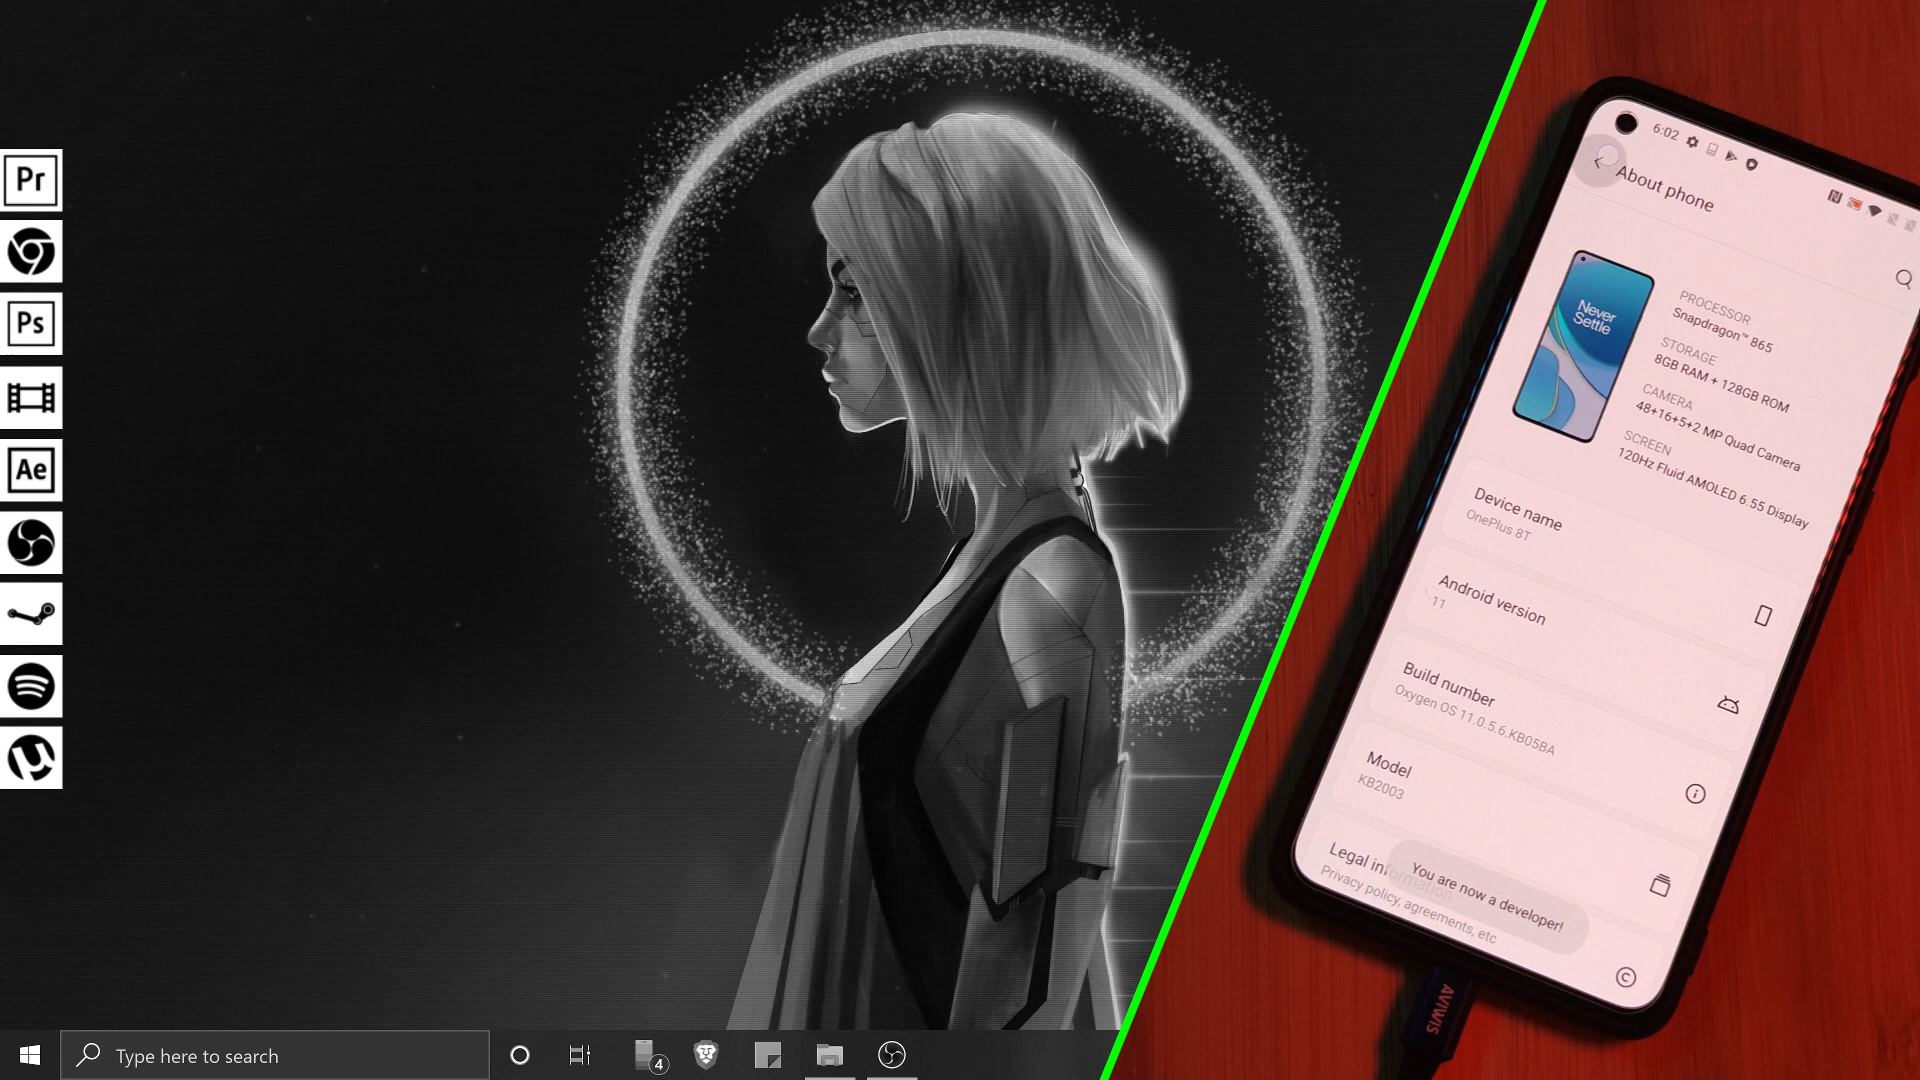 Pr
Ps
Ae
Type here to search
4
6:02
About phone
Never
Settle
PROCESSOR
Snapdragon™ 865
STORAGE
8GB RAM + 128GB ROM
CAMERA
48+16+5+2 MP Quad Camera
SCREEN
120Hz Fluid AMOLED 6.55 Display
Device name
OnePlus 8T
Android version
11
Build number
Oxygen OS 11.0.5.6.KB05BA
Model
KB2003
Legal information
Privacy policy, agreements, etc
You are now a developer!
AVIWIS